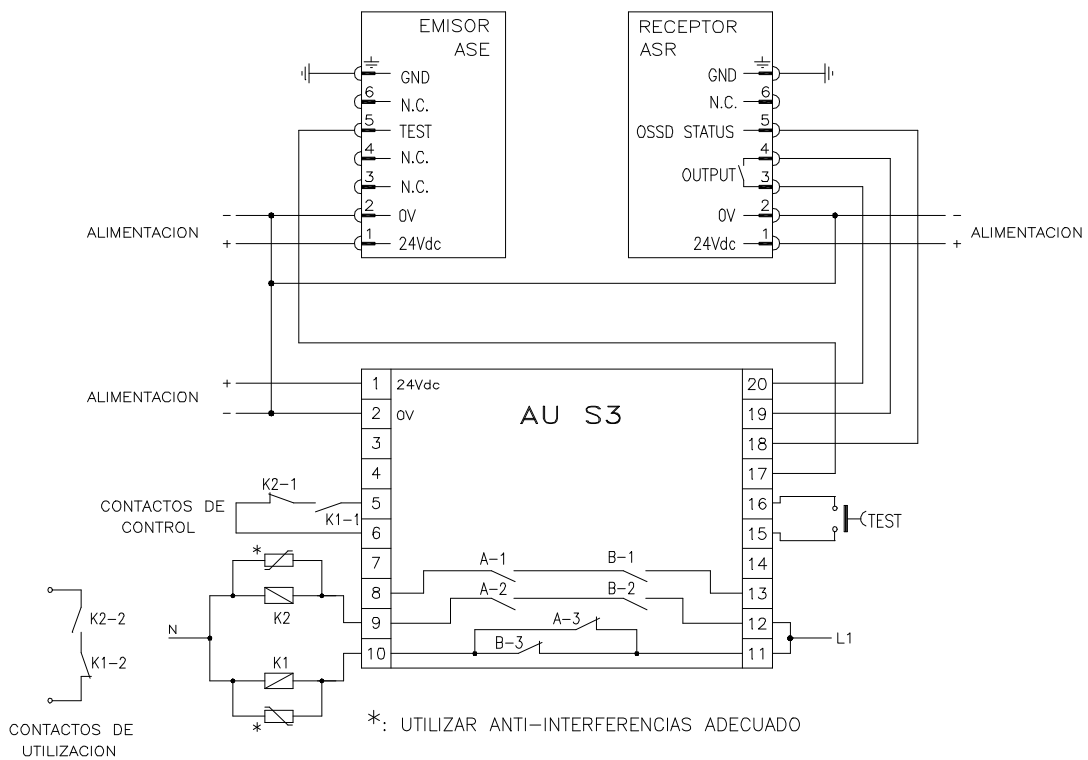 EMISOR
ASE
GND
6
N.C.
5
TEST
4
N.C.
3
N.C.
2
0V
1
24Vdc
RECEPTOR
ASR
GND
6
N.C.
5
OSSD STATUS
4
OUTPUT
3
2
0V
1
24Vdc
-
ALIMENTACION
+
-
ALIMENTACION
+
+
ALIMENTACION
-
AU S3
1 24Vdc
2 0V
3
4
5
6
7
8
9
10
20
19
18
17
16
15
14
13
12
11
K2-1
CONTACTOS DE
CONTROL
K1-1
TEST
A-1
B-1
A-2
B-2
A-3
B-3
L1
*
K2
N
K1
*
K2-2
K1-2
CONTACTOS DE
UTILIZACION
*: UTILIZAR ANTI-INTERFERENCIAS ADECUADO